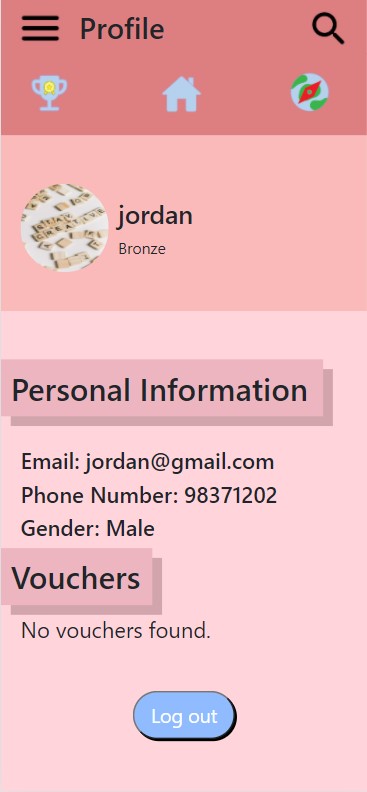 Profile
jordan
Bronze
Personal Information
Email: jordan@gmail.com
Phone Number: 98371202
Gender: Male
Vouchers
No vouchers found.
Log out